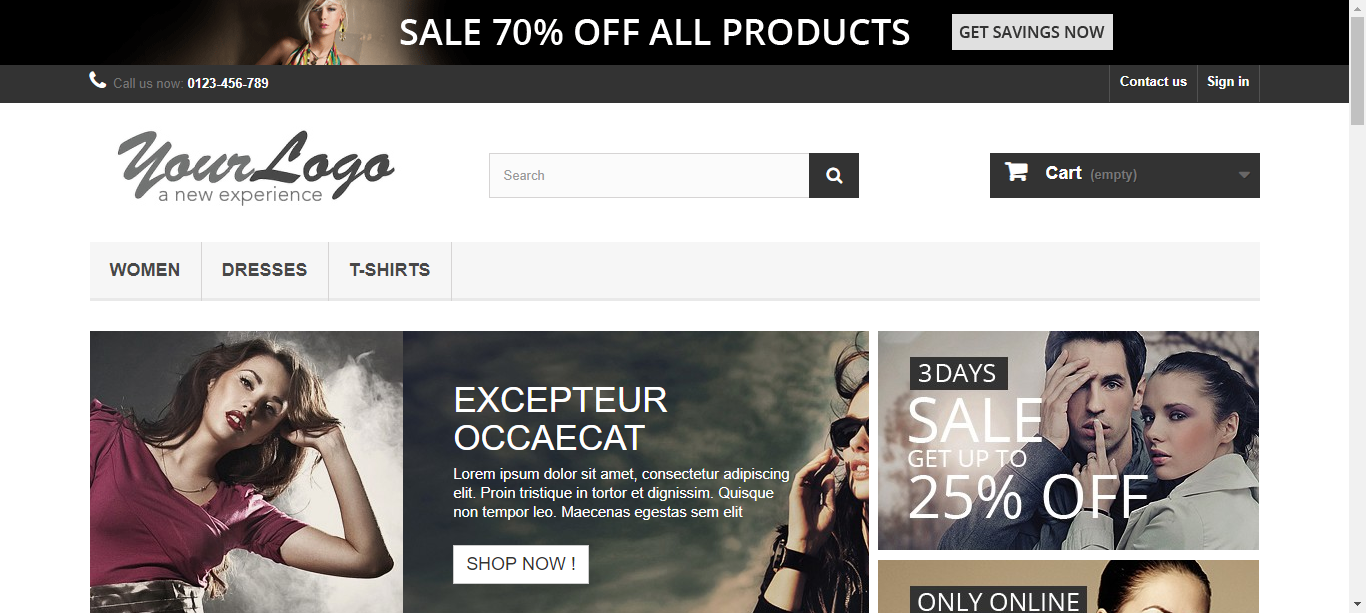 SALE 70% OFF ALL PRODUCTS
GET SAVINGS NOW
Call us now: 0123-456-789
Contact us
Sign in
YourLogo
a new experience
Search
Cart (empty)
WOMEN
DRESSES
T-SHIRTS
EXCEPTEUR
OCCAECAT
Lorem ipsum dolor sit amet, consectetur adipiscing
elit. Proin tristique in tortor et dignissim. Quisque
non tempor leo. Maecenas egestas sem elit
SHOP NOW !
3 DAYS
SALE
GET UP TO
25% OFF
ONLY ONLINE